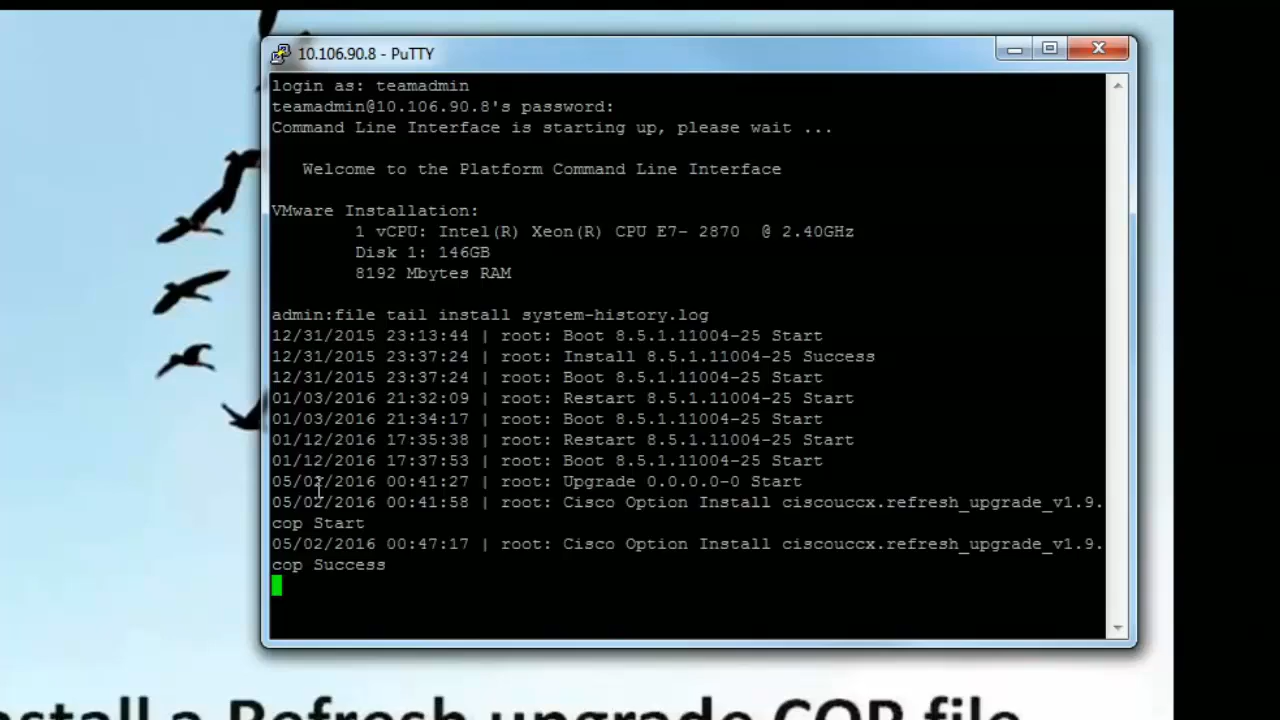 10.106.90.8 - PuTTY
login as: teamadmin
teamadmin@10.106.90.8's password:
Command Line Interface is starting up, please wait ...
Welcome to the Platform Command Line Interface
VMware Installation:
1 vCPU: Intel(R) Xeon(R) CPU E7- 2870  @ 2.40GHz
Disk 1: 146GB
8192 Mbytes RAM
admin:file tail install system-history.log
12/31/2015 23:13:44 | root: Boot 8.5.1.11004-25 Start
12/31/2015 23:37:24 | root: Install 8.5.1.11004-25 Success
12/31/2015 23:37:24 | root: Boot 8.5.1.11004-25 Start
01/03/2016 21:32:09 | root: Restart 8.5.1.11004-25 Start
01/03/2016 21:34:17 | root: Boot 8.5.1.11004-25 Start
01/12/2016 17:35:38 | root: Restart 8.5.1.11004-25 Start
01/12/2016 17:37:53 | root: Boot 8.5.1.11004-25 Start
05/02/2016 00:41:27 | root: Upgrade 0.0.0.0-0 Start
05/02/2016 00:41:58 | root: Cisco Option Install ciscouccx.refresh_upgrade_v1.9.
cop Start
05/02/2016 00:47:17 | root: Cisco Option Install ciscouccx.refresh_upgrade_v1.9.
cop Success
stall a Refresh upgrade COP file